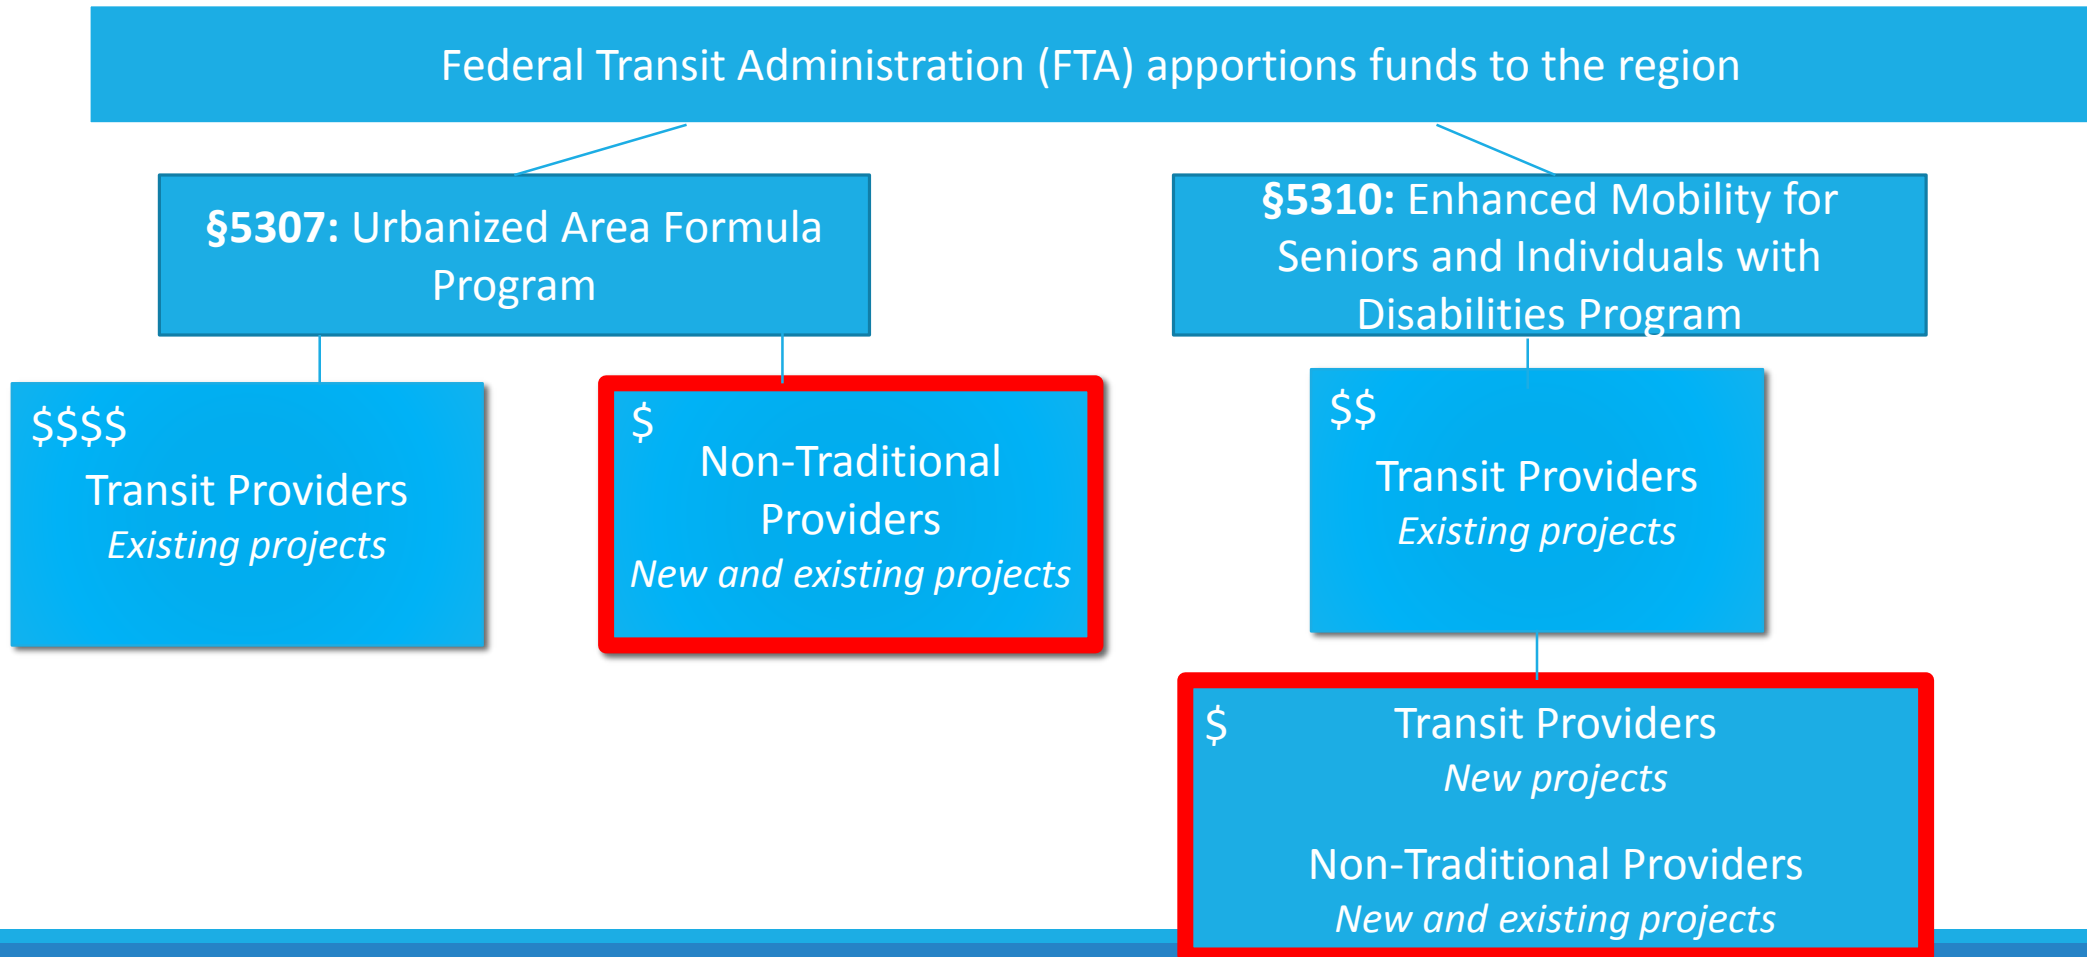 Federal Transit Administration (FTA) apportions funds to the region
§5307: Urbanized Area Formula
Program
§5310: Enhanced Mobility for
Seniors and Individuals with
Disabilities Program
$$$$
Transit Providers
Existing projects
$
Non-Traditional
Providers
New and existing projects
$$
Transit Providers
Existing projects
$
Transit Providers
New projects
Non-Traditional Providers
New and existing projects